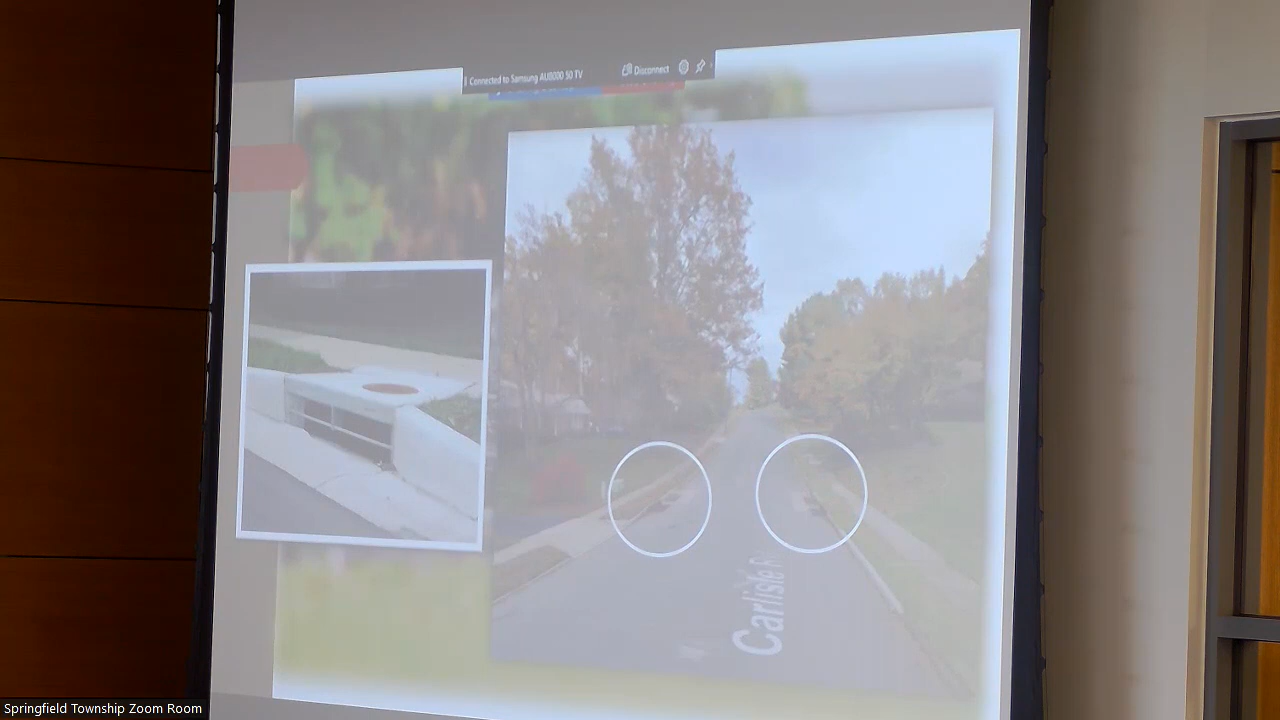 Connected to Samsung AU8000 50 TV
Disconnect
Carlisle R
Springfield Township Zoom Room